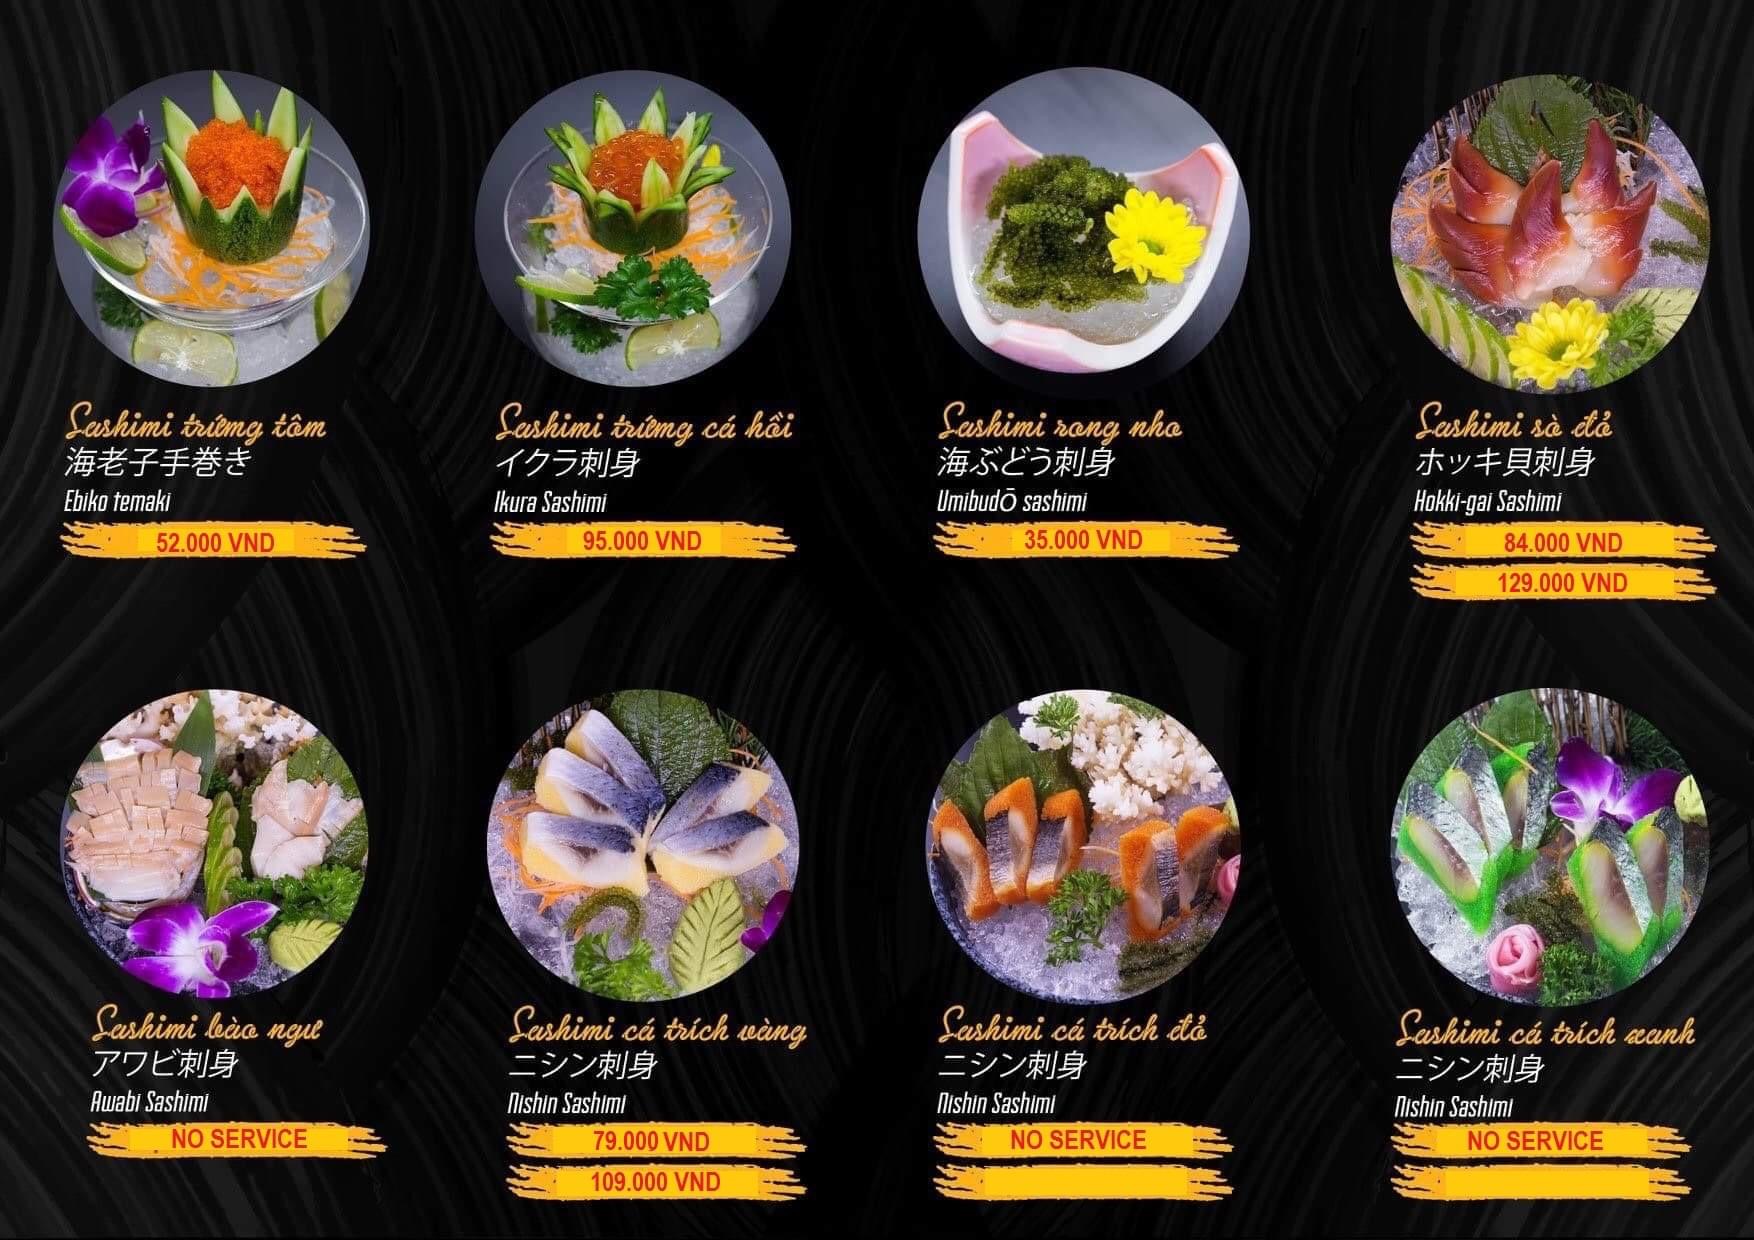 Sashimi trứng tôm
海老子手巻き
Ebiko temaki
52.000 VND
Sashimi trứng cá hồi
イクラ刺身
Ikura Sashimi
95.000 VND
Sashimi rong nho
海ぶどう刺身
UmibudŌ sashimi
35.000 VND
Sashimi sò đỏ
ホッキ貝刺身
Hokki-gai Sashimi
84.000 VND
129.000 VND
Sashimi bào ngư
アワビ刺身
Awabi Sashimi
NO SERVICE
Sashimi cá trích vàng
ニシン刺身
Nishin Sashimi
79.000 VND
109.000 VND
Sashimi cá trích đỏ
ニシン刺身
Nishin Sashimi
NO SERVICE
Sashimi cá trích xanh
ニシン刺身
Nishin Sashimi
NO SERVICE